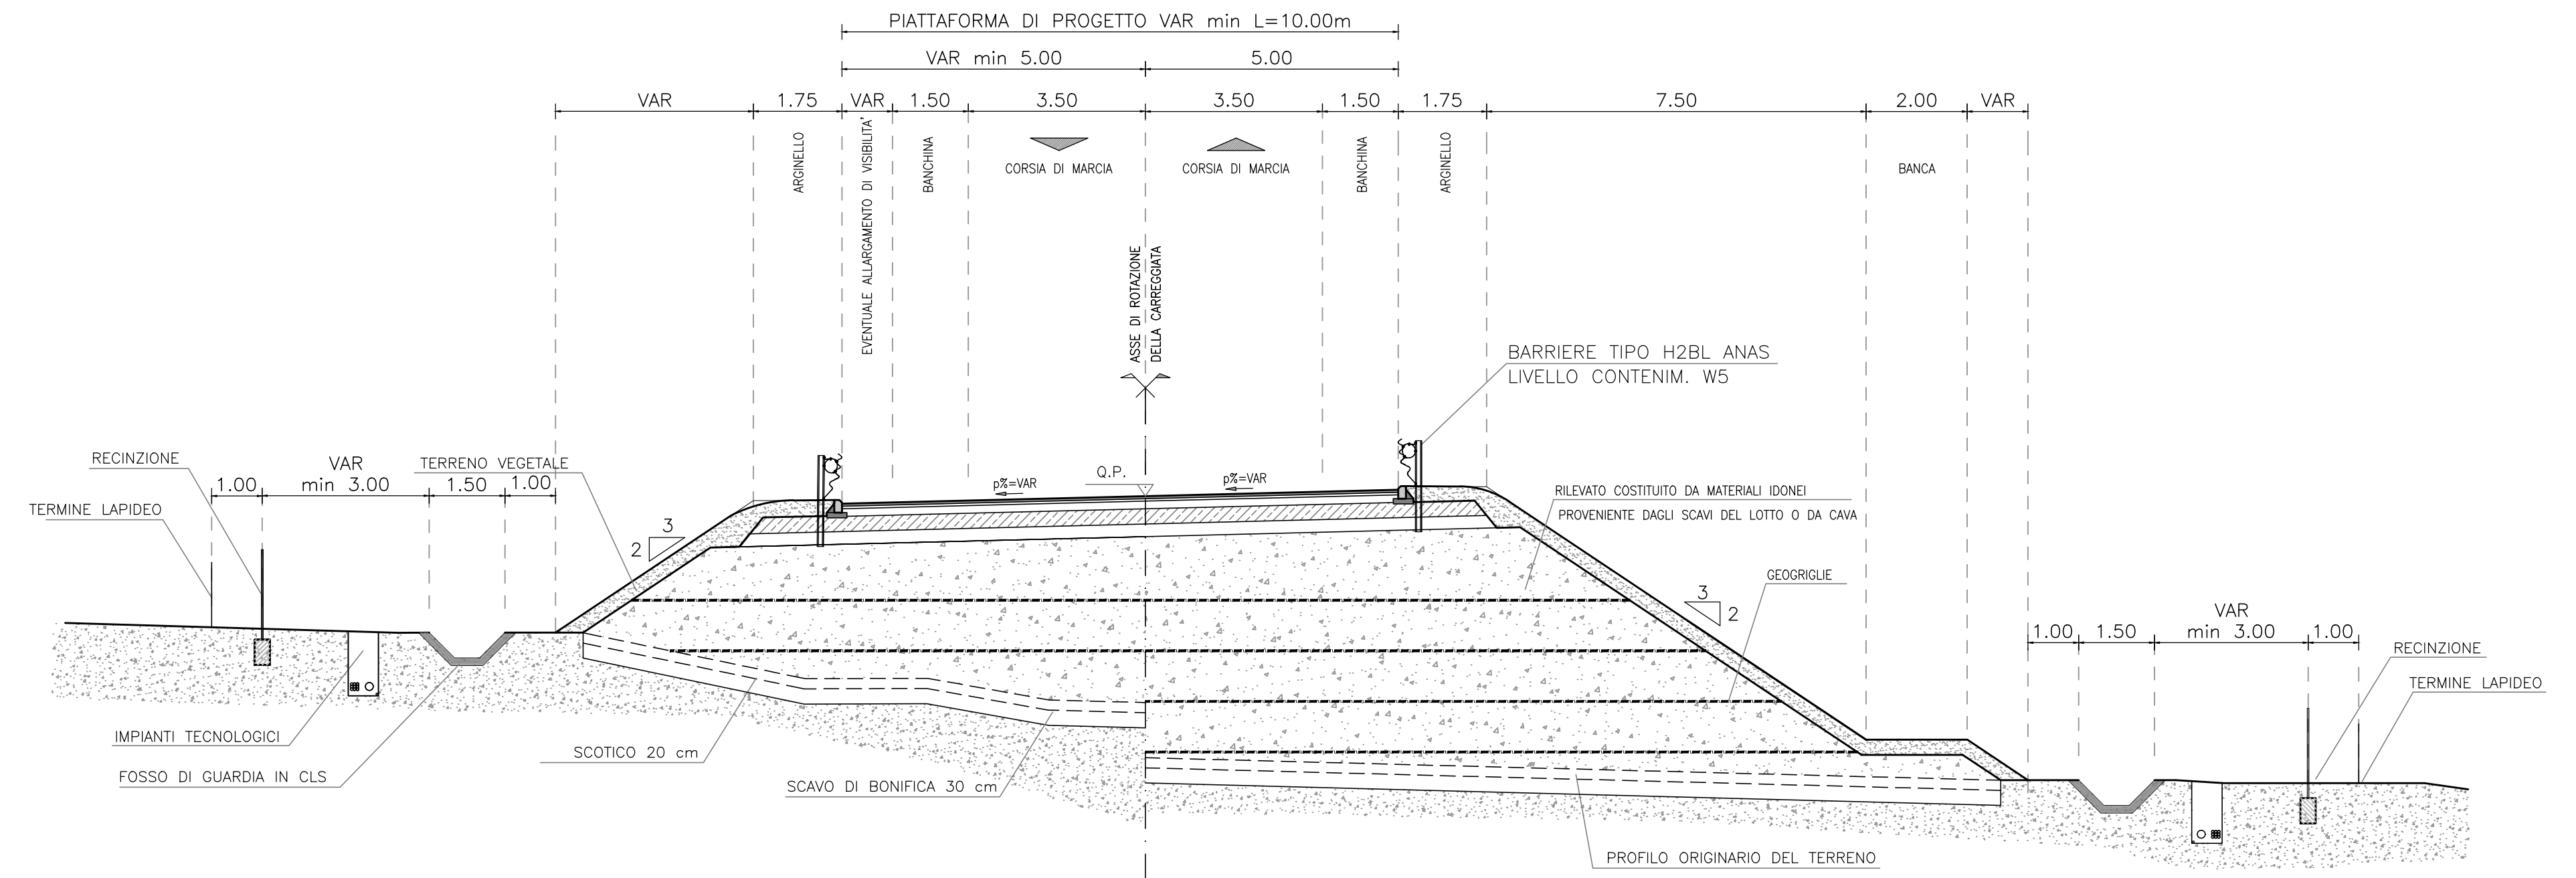 PIATTAFORMA DI PROGETTO VAR min L=10.00m
VAR min 5.00
5.00
VAR
1.75
VAR
1.50
3.50
3.50
1.50
1.75
7.50
2.00
VAR
ARGINELLO
EVENTUALE ALLARGAMENTO DI VISIBILITA'
BANCHINA
CORSIA DI MARCIA
CORSIA DI MARCIA
BANCHINA
ARGINELLO
BANCA
ASSE DI ROTAZIONE
DELLA CARREGGIATA
BARRIERE TIPO H2BL ANAS
LIVELLO CONTENIM. W5
RECINZIONE
VAR
TERRENO VEGETALE
1.00
min 3.00
1.50
1.00
TERMINE LAPIDEO
Q.P.
p%=VAR
p%=VAR
RILEVATO COSTITUITO DA MATERIALI IDONEI
PROVENIENTE DAGLI SCAVI DEL LOTTO O DA CAVA
3
2
GEOGRIGLIE
3
2
VAR
1.00
1.50
min 3.00
1.00
RECINZIONE
TERMINE LAPIDEO
IMPIANTI TECNOLOGICI
SCOTICO 20 cm
FOSSO DI GUARDIA IN CLS
SCAVO DI BONIFICA 30 cm
PROFILO ORIGINARIO DEL TERRENO